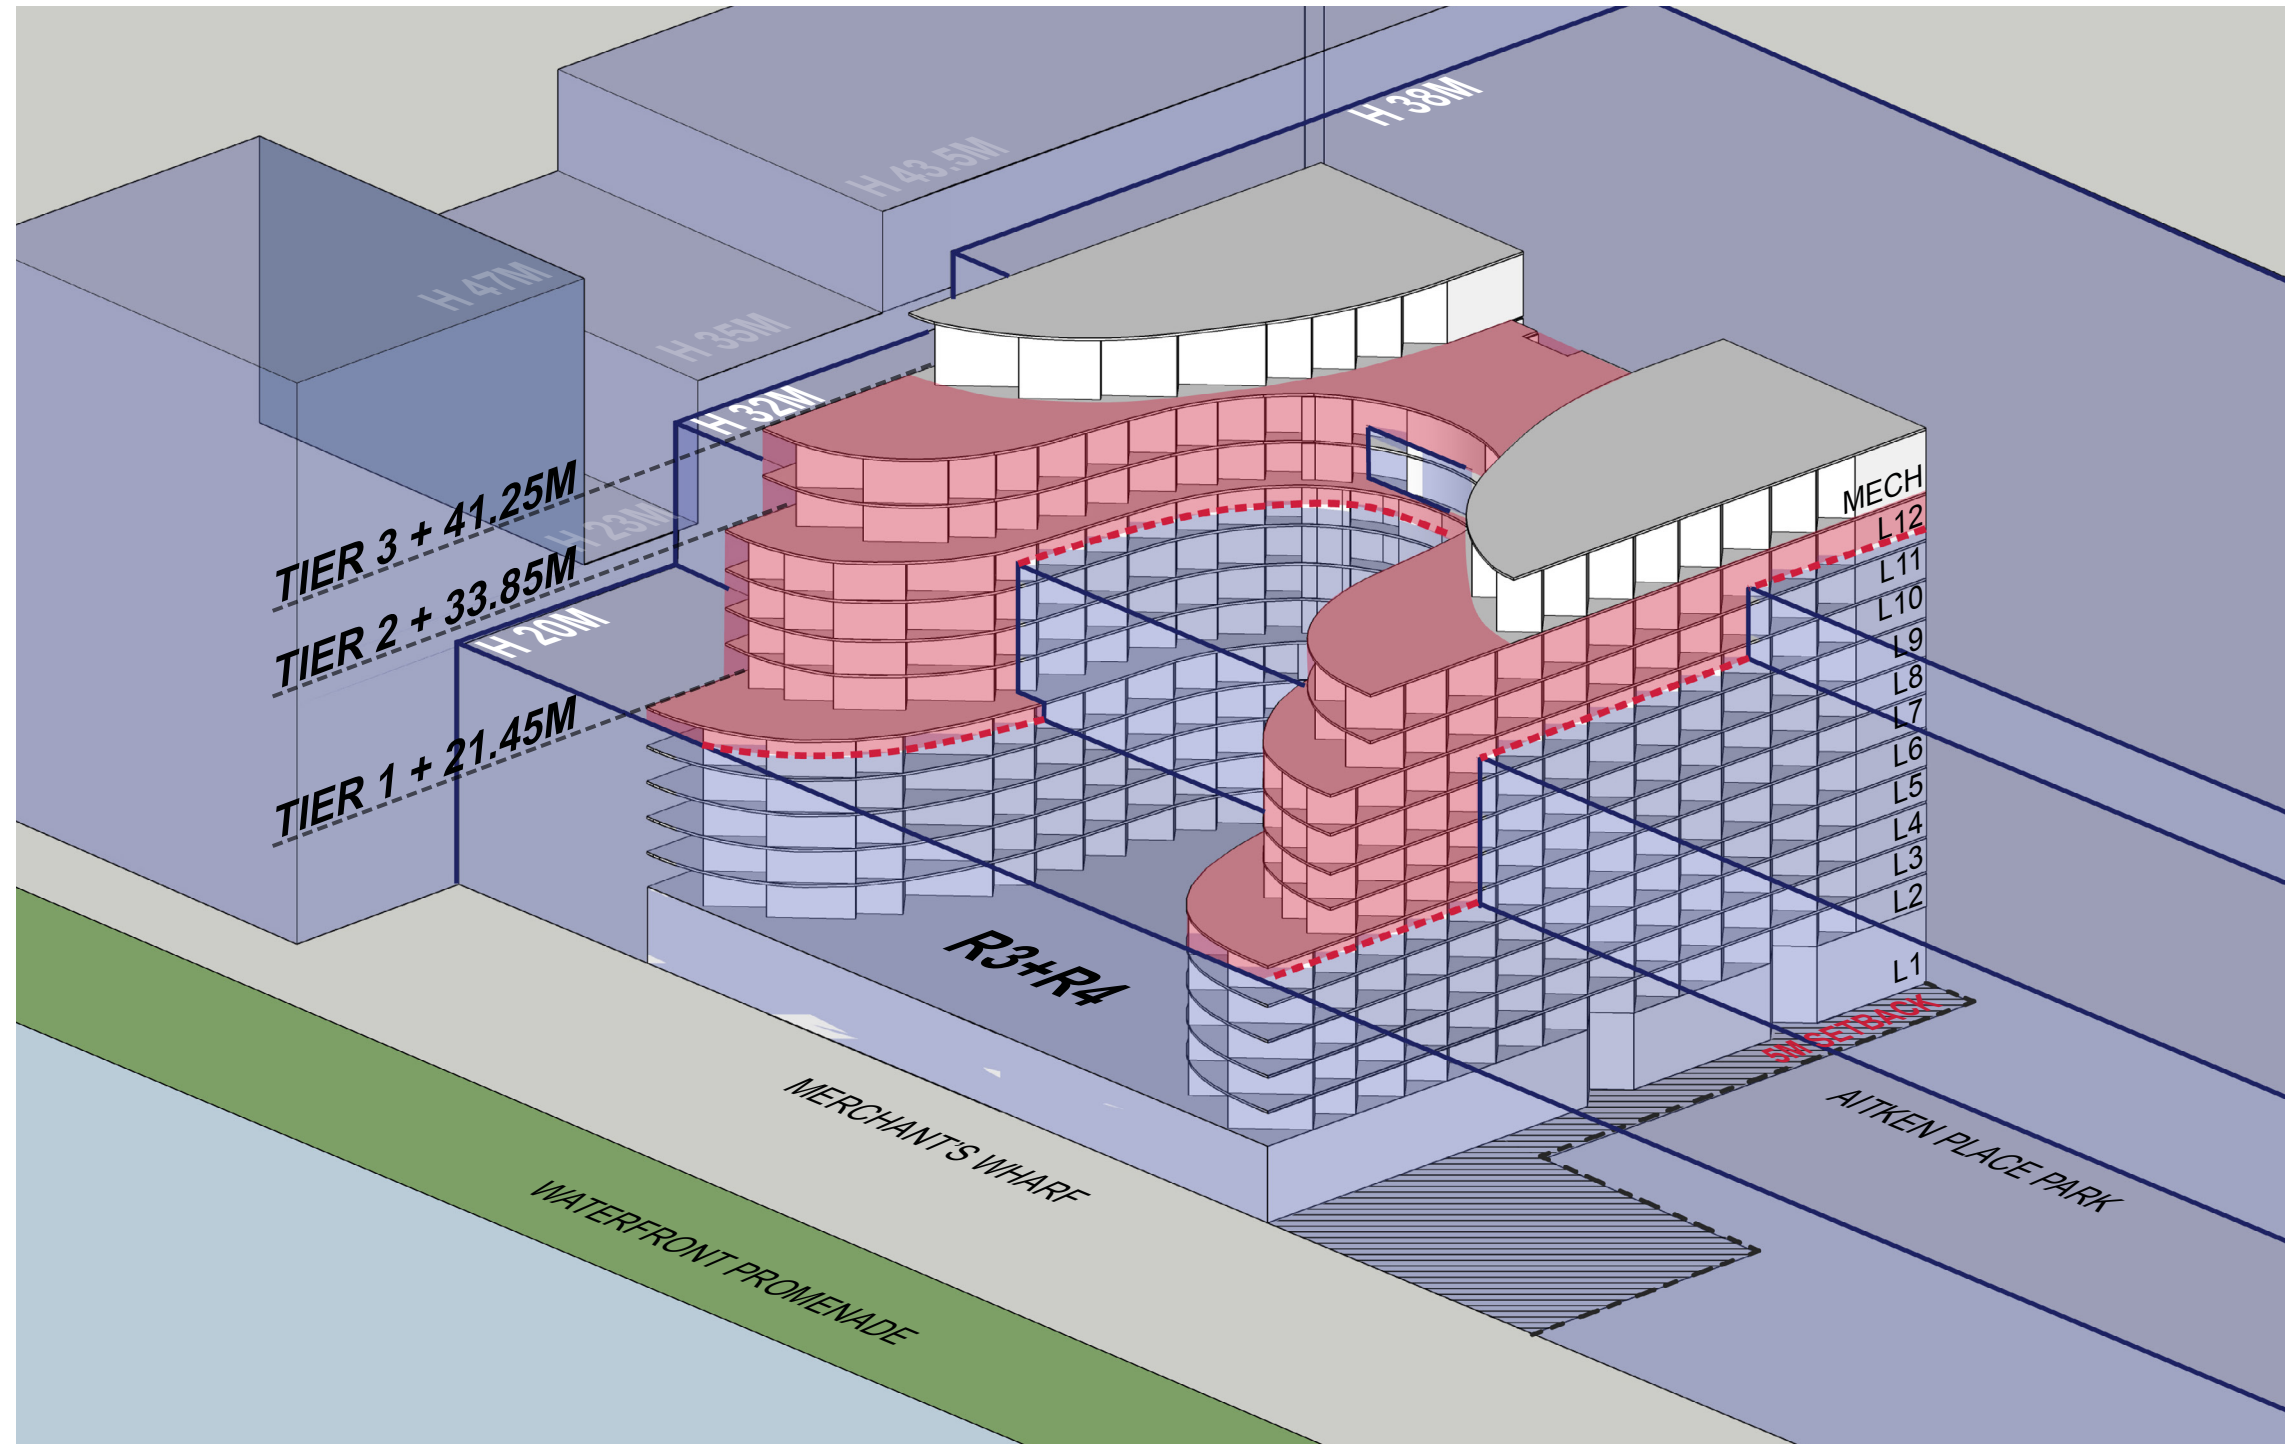 H 38M
H 43.5M
H 47M
H 35M
H 32M
H 23M
H 20M
TIER 3 + 41.25M
TIER 2 + 33.85M
TIER 1 + 21.45M
MECH
L12
L11
L10
L9
L8
L7
L6
L5
L4
L3
L2
L1
R3+R4
5M SETBACK
AITKEN PLACE PARK
MERCHANT'S WHARF
WATERFRONT PROMENADE